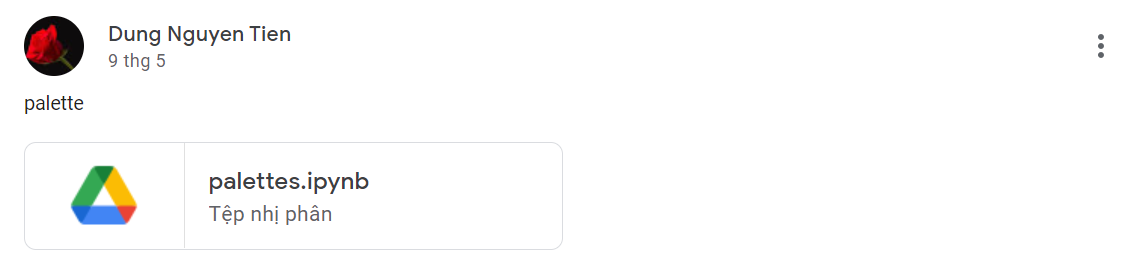 Dung Nguyen Tien
9 thg 5
palette
palettes.ipynb
Tệp nhị phân